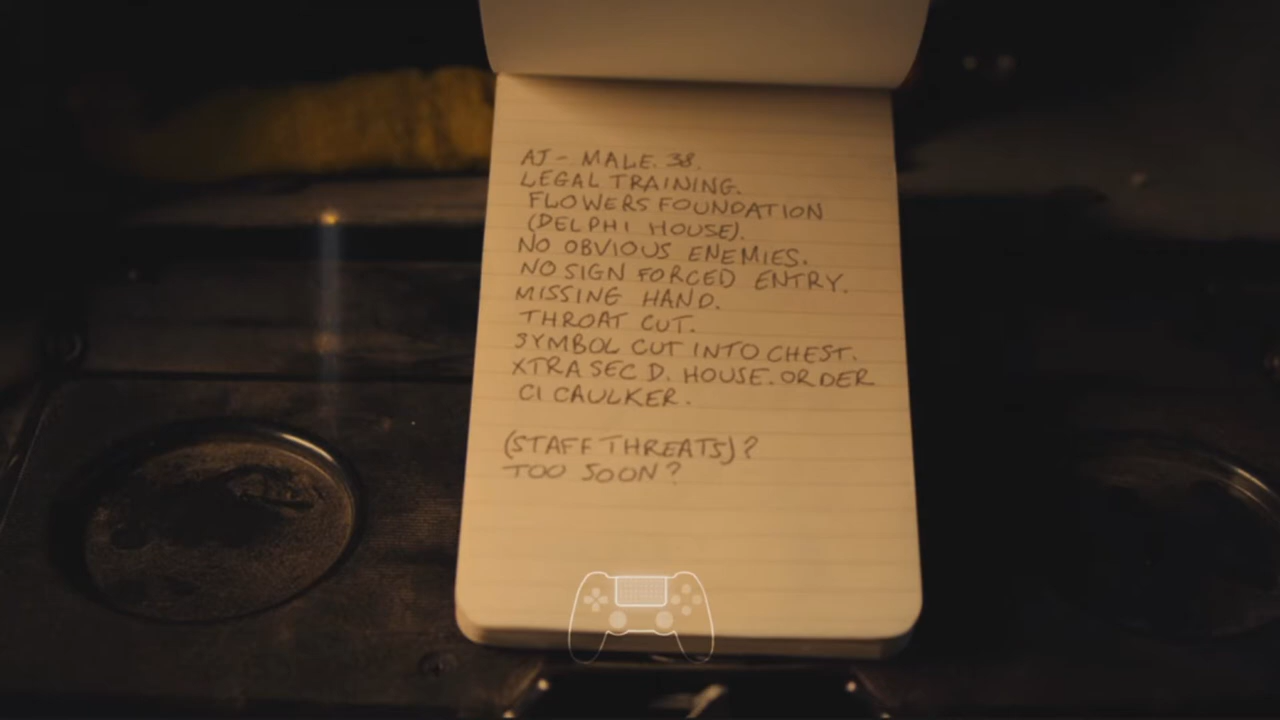 AJ - MALE. 38.
LEGAL TRAINING.
FLOWERS FOUNDATION
(DELPHI HOUSE).
NO OBVIOUS ENEMIES.
NO SIGN FORCED ENTRY.
MISSING HAND.
THROAT CUT.
SYMBOL CUT INTO CHEST.
XTRA SEC D. HOUSE. ORDER
CI CAULKER.
(STAFF THREATS)?
TOO SOON?